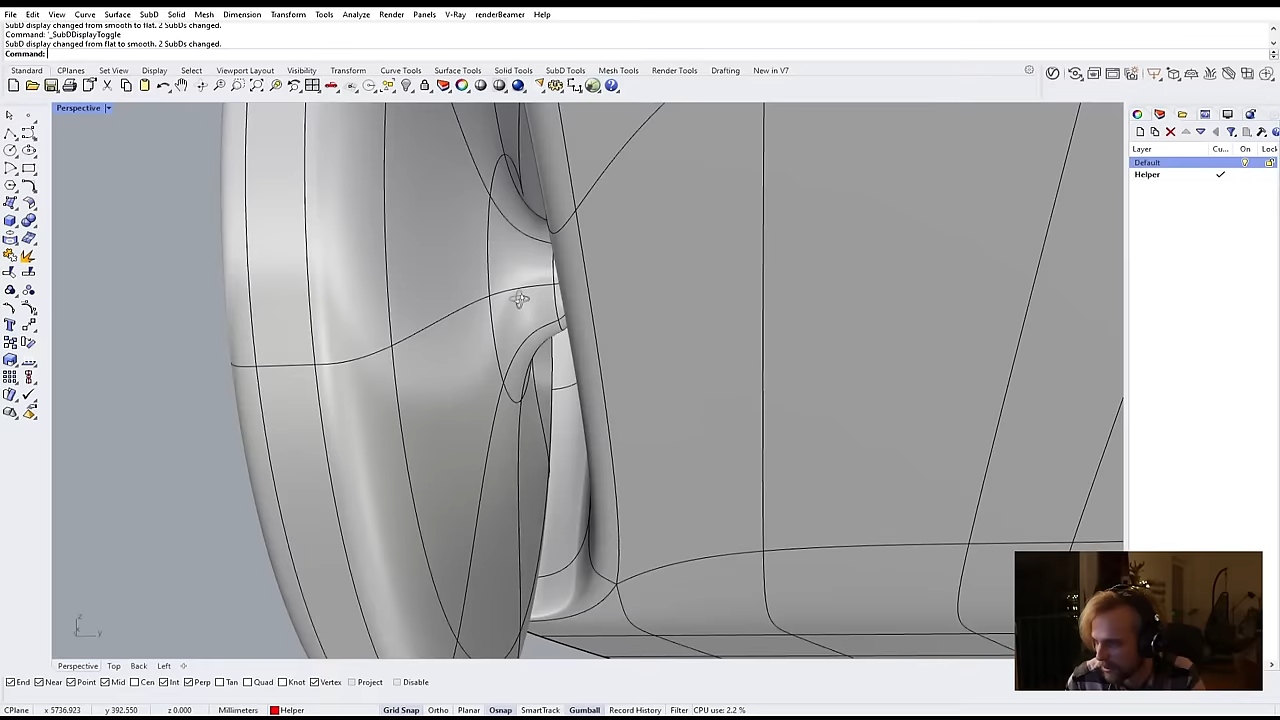 File Edit View Curve Surface SubD Solid Mesh Dimension Transform Tools Analyze Render Panels V-Ray renderBeamer Help
SubD display changed from smooth to flat. 2 SubDs changed.
Command: '_SubDDisplayToggle
SubD display changed from flat to smooth. 2 SubDs changed.
Command:
Standard CPlanes Set View Display Select Viewport Layout Visibility Transform Curve Tools Surface Tools Solid Tools SubD Tools Mesh Tools Render Tools Drafting New in V7
Perspective
Layer Cu... On Lock
Default
Helper
z
y
Perspective Top Back Left
End Near Point Mid Cen Int Perp Tan Quad Knot Vertex Project Disable
CPlane x 5736.923 y 392.550 z 0.000 Millimeters Helper Grid Snap Ortho Planar Osnap SmartTrack Gumball Record History Filter CPU use: 2.2 %